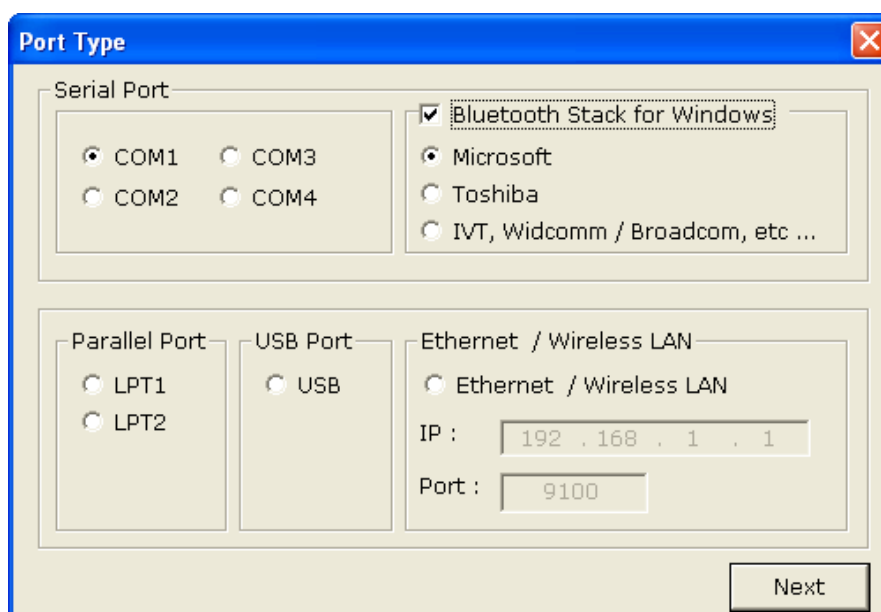 Port Type
Serial Port
Bluetooth Stack for Windows
COM1 COM3
Microsoft
COM2 COM4
Toshiba
IVT, Widcomm / Broadcom, etc ...
Parallel Port
USB Port
Ethernet / Wireless LAN
LPT1
USB
Ethernet / Wireless LAN
LPT2
IP : 192 . 168 . 1 . 1
Port : 9100
Next